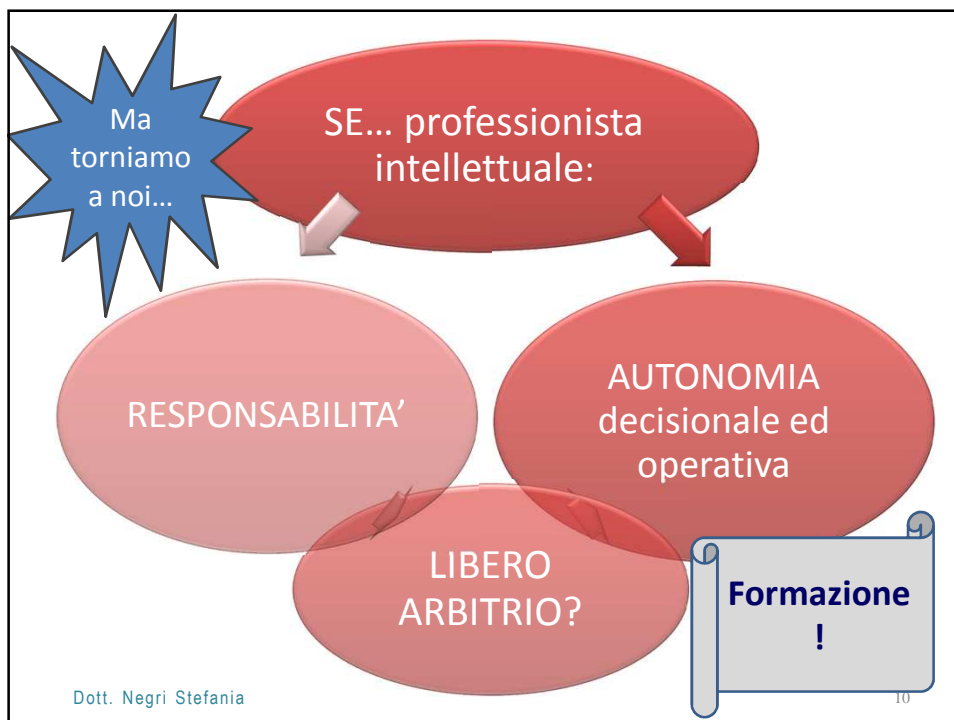 Ma
torniamo
a noi…
SE… professionista
intellettuale:
RESPONSABILITA’
AUTONOMIA
decisionale ed
operativa
LIBERO
ARBITRIO?
Formazione
!
Dott. Negri Stefania
10